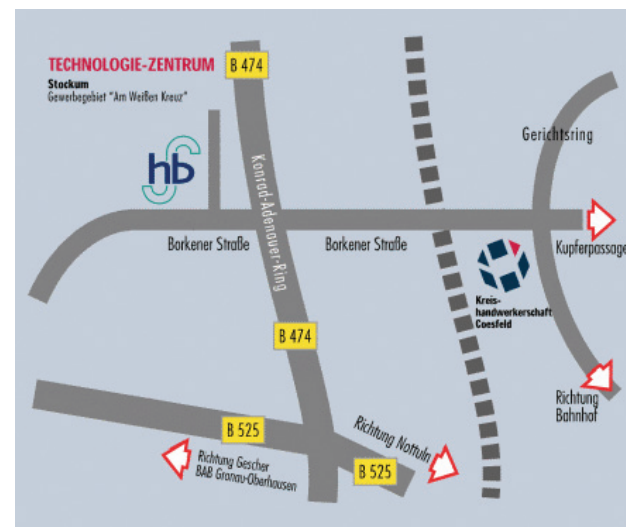 TECHNOLOGIE-ZENTRUM
Stockum
Gewerbegebiet "Am Weißen Kreuz"
B 474
hb
Gerichtsring
Konrad-Adenauer-Ring
Borkener Straße
Borkener Straße
Kupferpassage
Kreis-
handwerkerschaft
Coesfeld
B 474
Richtung
Bahnhof
B 525
Richtung Nottuln
Richtung Gescher
BAB Gronau-Oberhausen
B 525